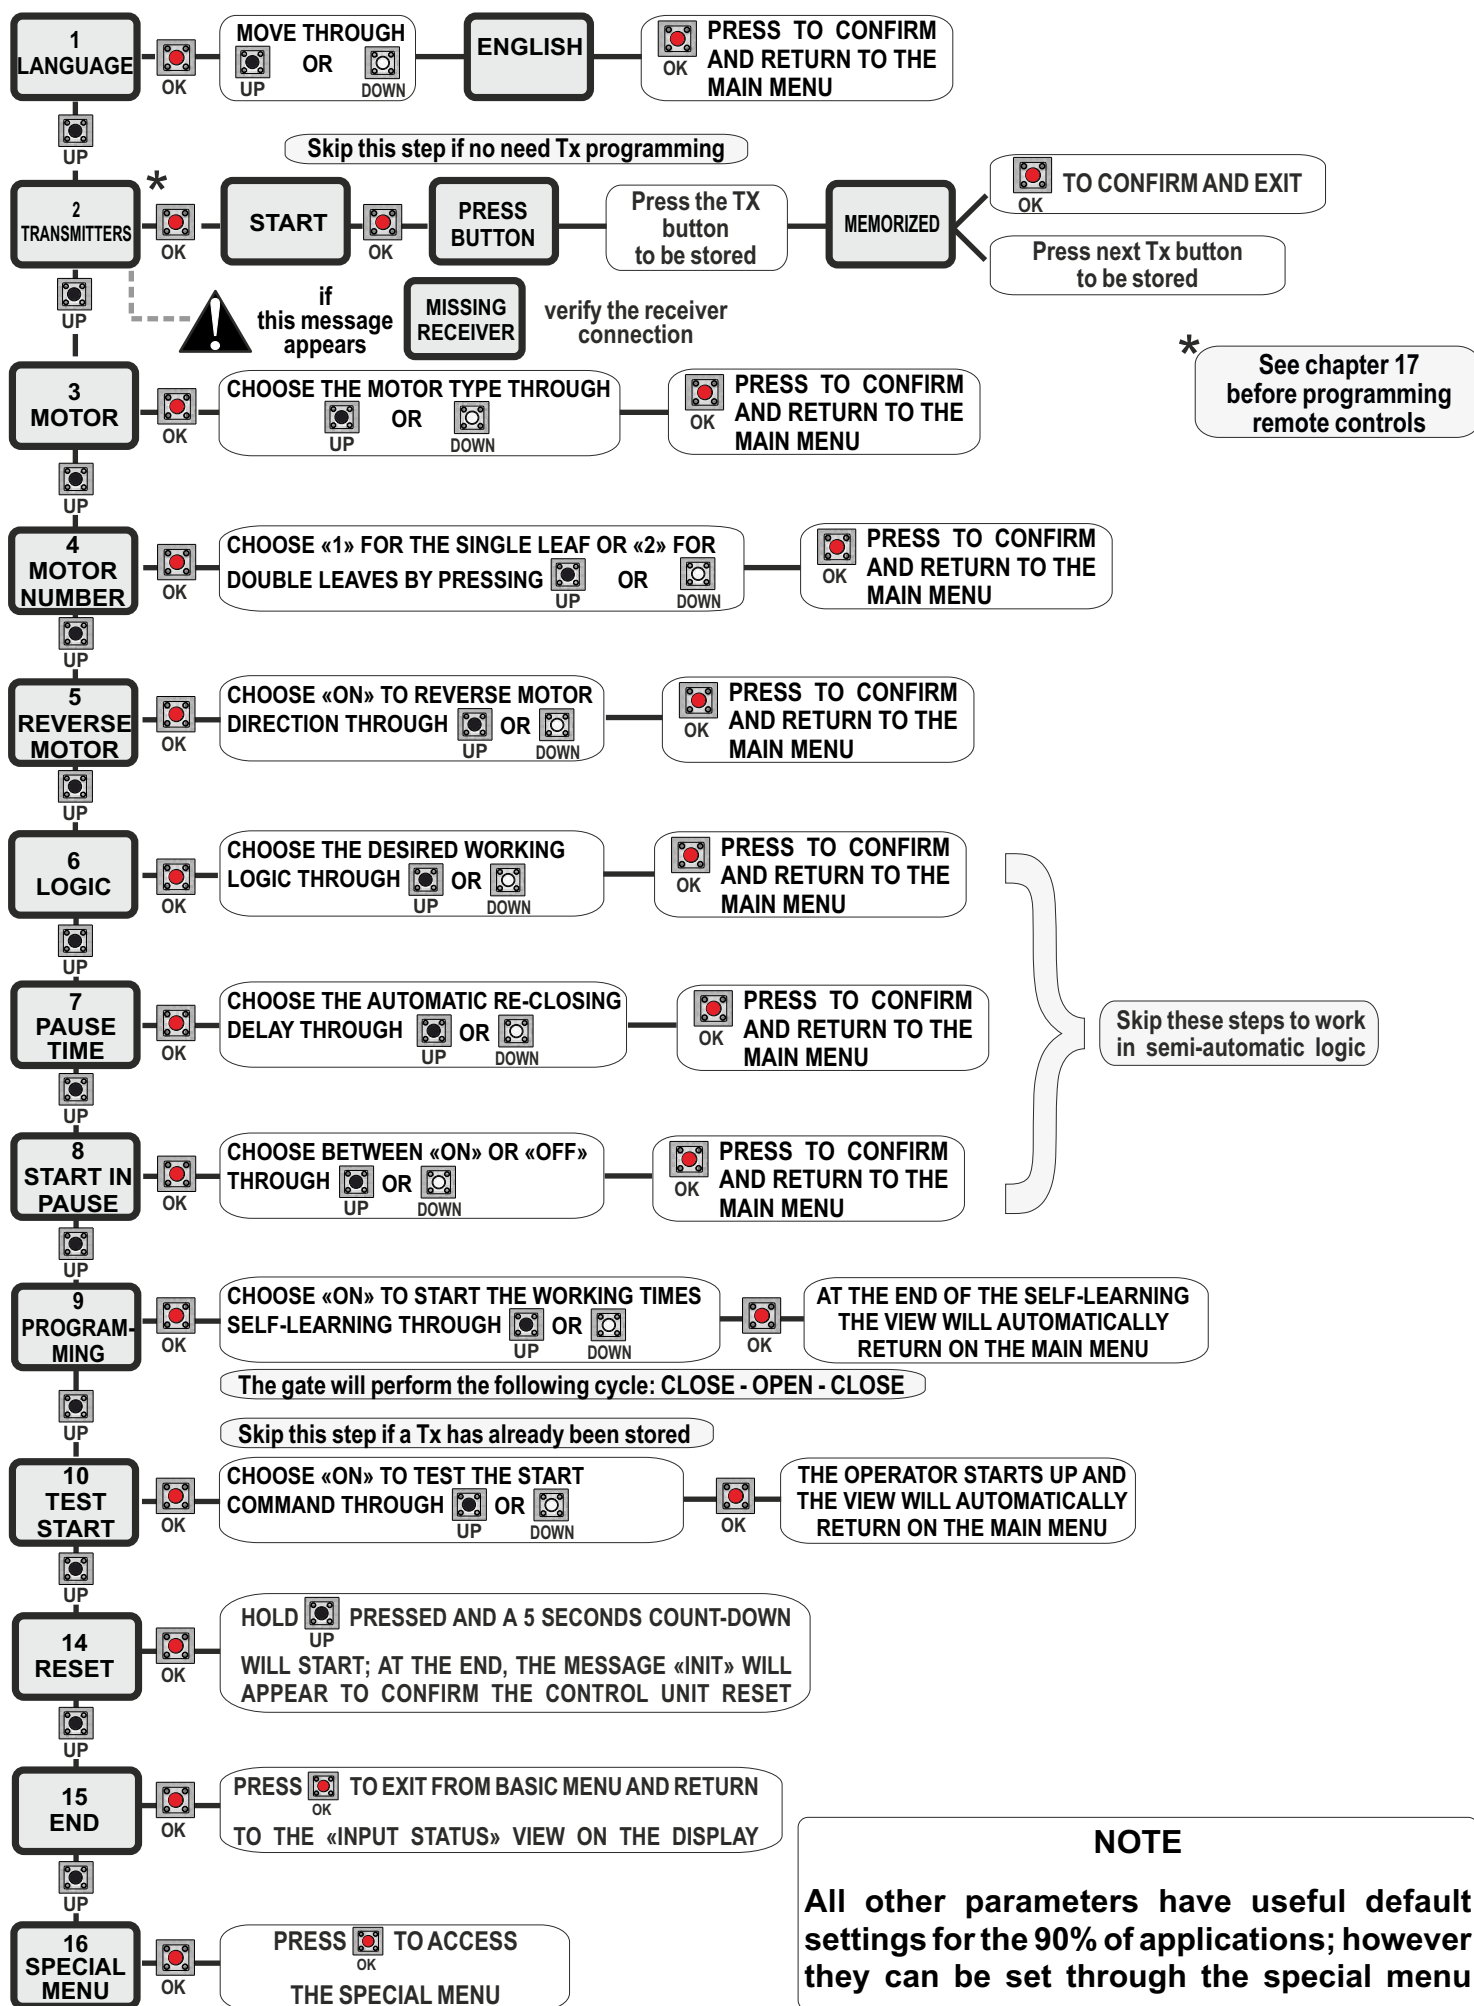 1
LANGUAGE
OK
MOVE THROUGH
OR
UP
DOWN
ENGLISH
OK
PRESS TO CONFIRM
AND RETURN TO THE
MAIN MENU
UP
Skip this step if no need Tx programming
2
TRANSMITTERS
*
OK
START
OK
PRESS
BUTTON
Press the TX
button
to be stored
MEMORIZED
OK
TO CONFIRM AND EXIT
Press next Tx button
to be stored
UP
!
if
this message
appears
MISSING
RECEIVER
verify the receiver
connection
*
See chapter 17
before programming
remote controls
3
MOTOR
OK
CHOOSE THE MOTOR TYPE THROUGH
OR
UP
DOWN
OK
PRESS TO CONFIRM
AND RETURN TO THE
MAIN MENU
UP
4
MOTOR
NUMBER
OK
CHOOSE «1» FOR THE SINGLE LEAF OR «2» FOR
DOUBLE LEAVES BY PRESSING OR
UP
DOWN
OK
PRESS TO CONFIRM
AND RETURN TO THE
MAIN MENU
UP
5
REVERSE
MOTOR
OK
CHOOSE «ON» TO REVERSE MOTOR
DIRECTION THROUGH OR
UP
DOWN
OK
PRESS TO CONFIRM
AND RETURN TO THE
MAIN MENU
UP
6
LOGIC
OK
CHOOSE THE DESIRED WORKING
LOGIC THROUGH OR
UP
DOWN
OK
PRESS TO CONFIRM
AND RETURN TO THE
MAIN MENU
UP
7
PAUSE
TIME
OK
CHOOSE THE AUTOMATIC RE-CLOSING
DELAY THROUGH OR
UP
DOWN
OK
PRESS TO CONFIRM
AND RETURN TO THE
MAIN MENU
Skip these steps to work
in semi-automatic logic
UP
8
START IN
PAUSE
OK
CHOOSE BETWEEN «ON» OR «OFF»
THROUGH OR
UP
DOWN
OK
PRESS TO CONFIRM
AND RETURN TO THE
MAIN MENU
UP
9
PROGRAM-
MING
OK
CHOOSE «ON» TO START THE WORKING TIMES
SELF-LEARNING THROUGH OR
UP
DOWN
OK
AT THE END OF THE SELF-LEARNING
THE VIEW WILL AUTOMATICALLY
RETURN ON THE MAIN MENU
The gate will perform the following cycle: CLOSE - OPEN - CLOSE
UP
Skip this step if a Tx has already been stored
10
TEST
START
OK
CHOOSE «ON» TO TEST THE START
COMMAND THROUGH OR
UP
DOWN
OK
THE OPERATOR STARTS UP AND
THE VIEW WILL AUTOMATICALLY
RETURN ON THE MAIN MENU
UP
14
RESET
OK
HOLD PRESSED AND A 5 SECONDS COUNT-DOWN
UP
WILL START; AT THE END, THE MESSAGE «INIT» WILL
APPEAR TO CONFIRM THE CONTROL UNIT RESET
UP
15
END
OK
PRESS TO EXIT FROM BASIC MENU AND RETURN
OK
TO THE «INPUT STATUS» VIEW ON THE DISPLAY
UP
16
SPECIAL
MENU
OK
PRESS TO ACCESS
OK
THE SPECIAL MENU
NOTE
All other parameters have useful default
settings for the 90% of applications; however
they can be set through the special menu